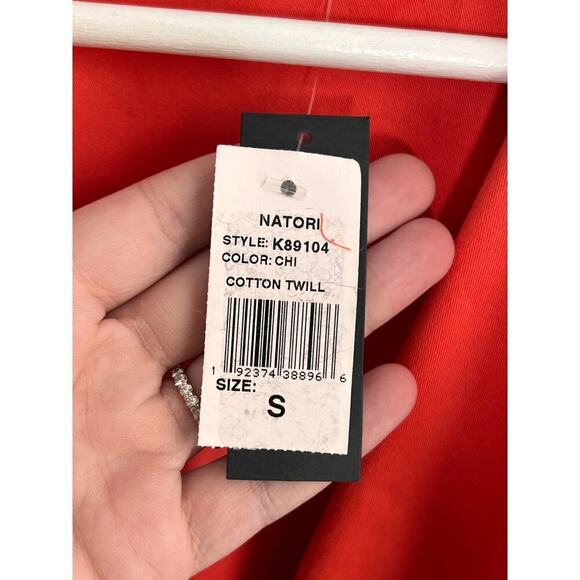 NATORI
STYLE: K89104
COLOR: CHI
COTTON TWILL
1 92374 38896 6
SIZE:
S